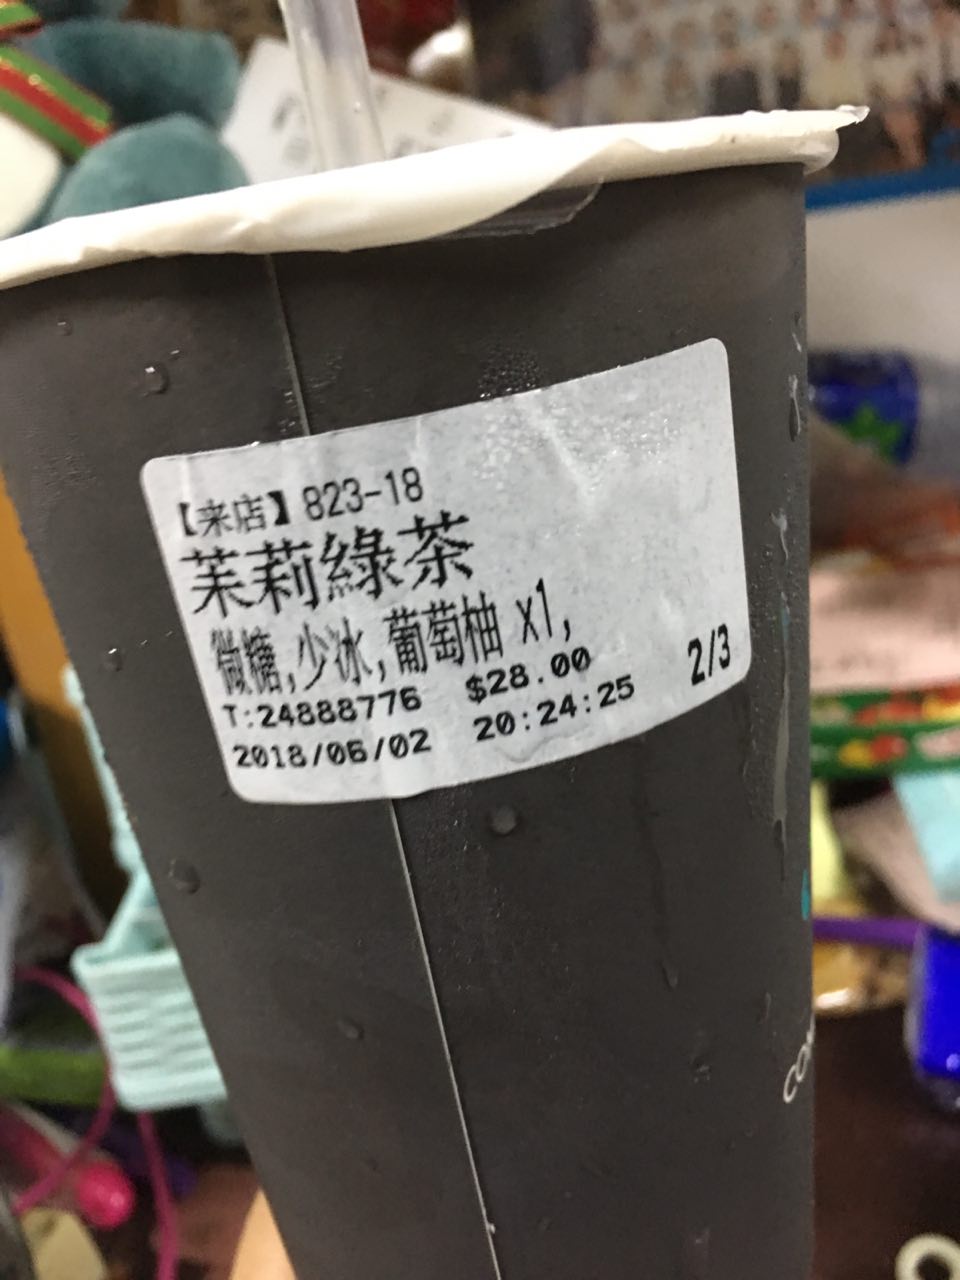 【来店】823-18
茉莉綠茶
微糖,少冰,葡萄柚 x1,
T:24888776 $28.00 2/3
2018/06/02 20:24:25